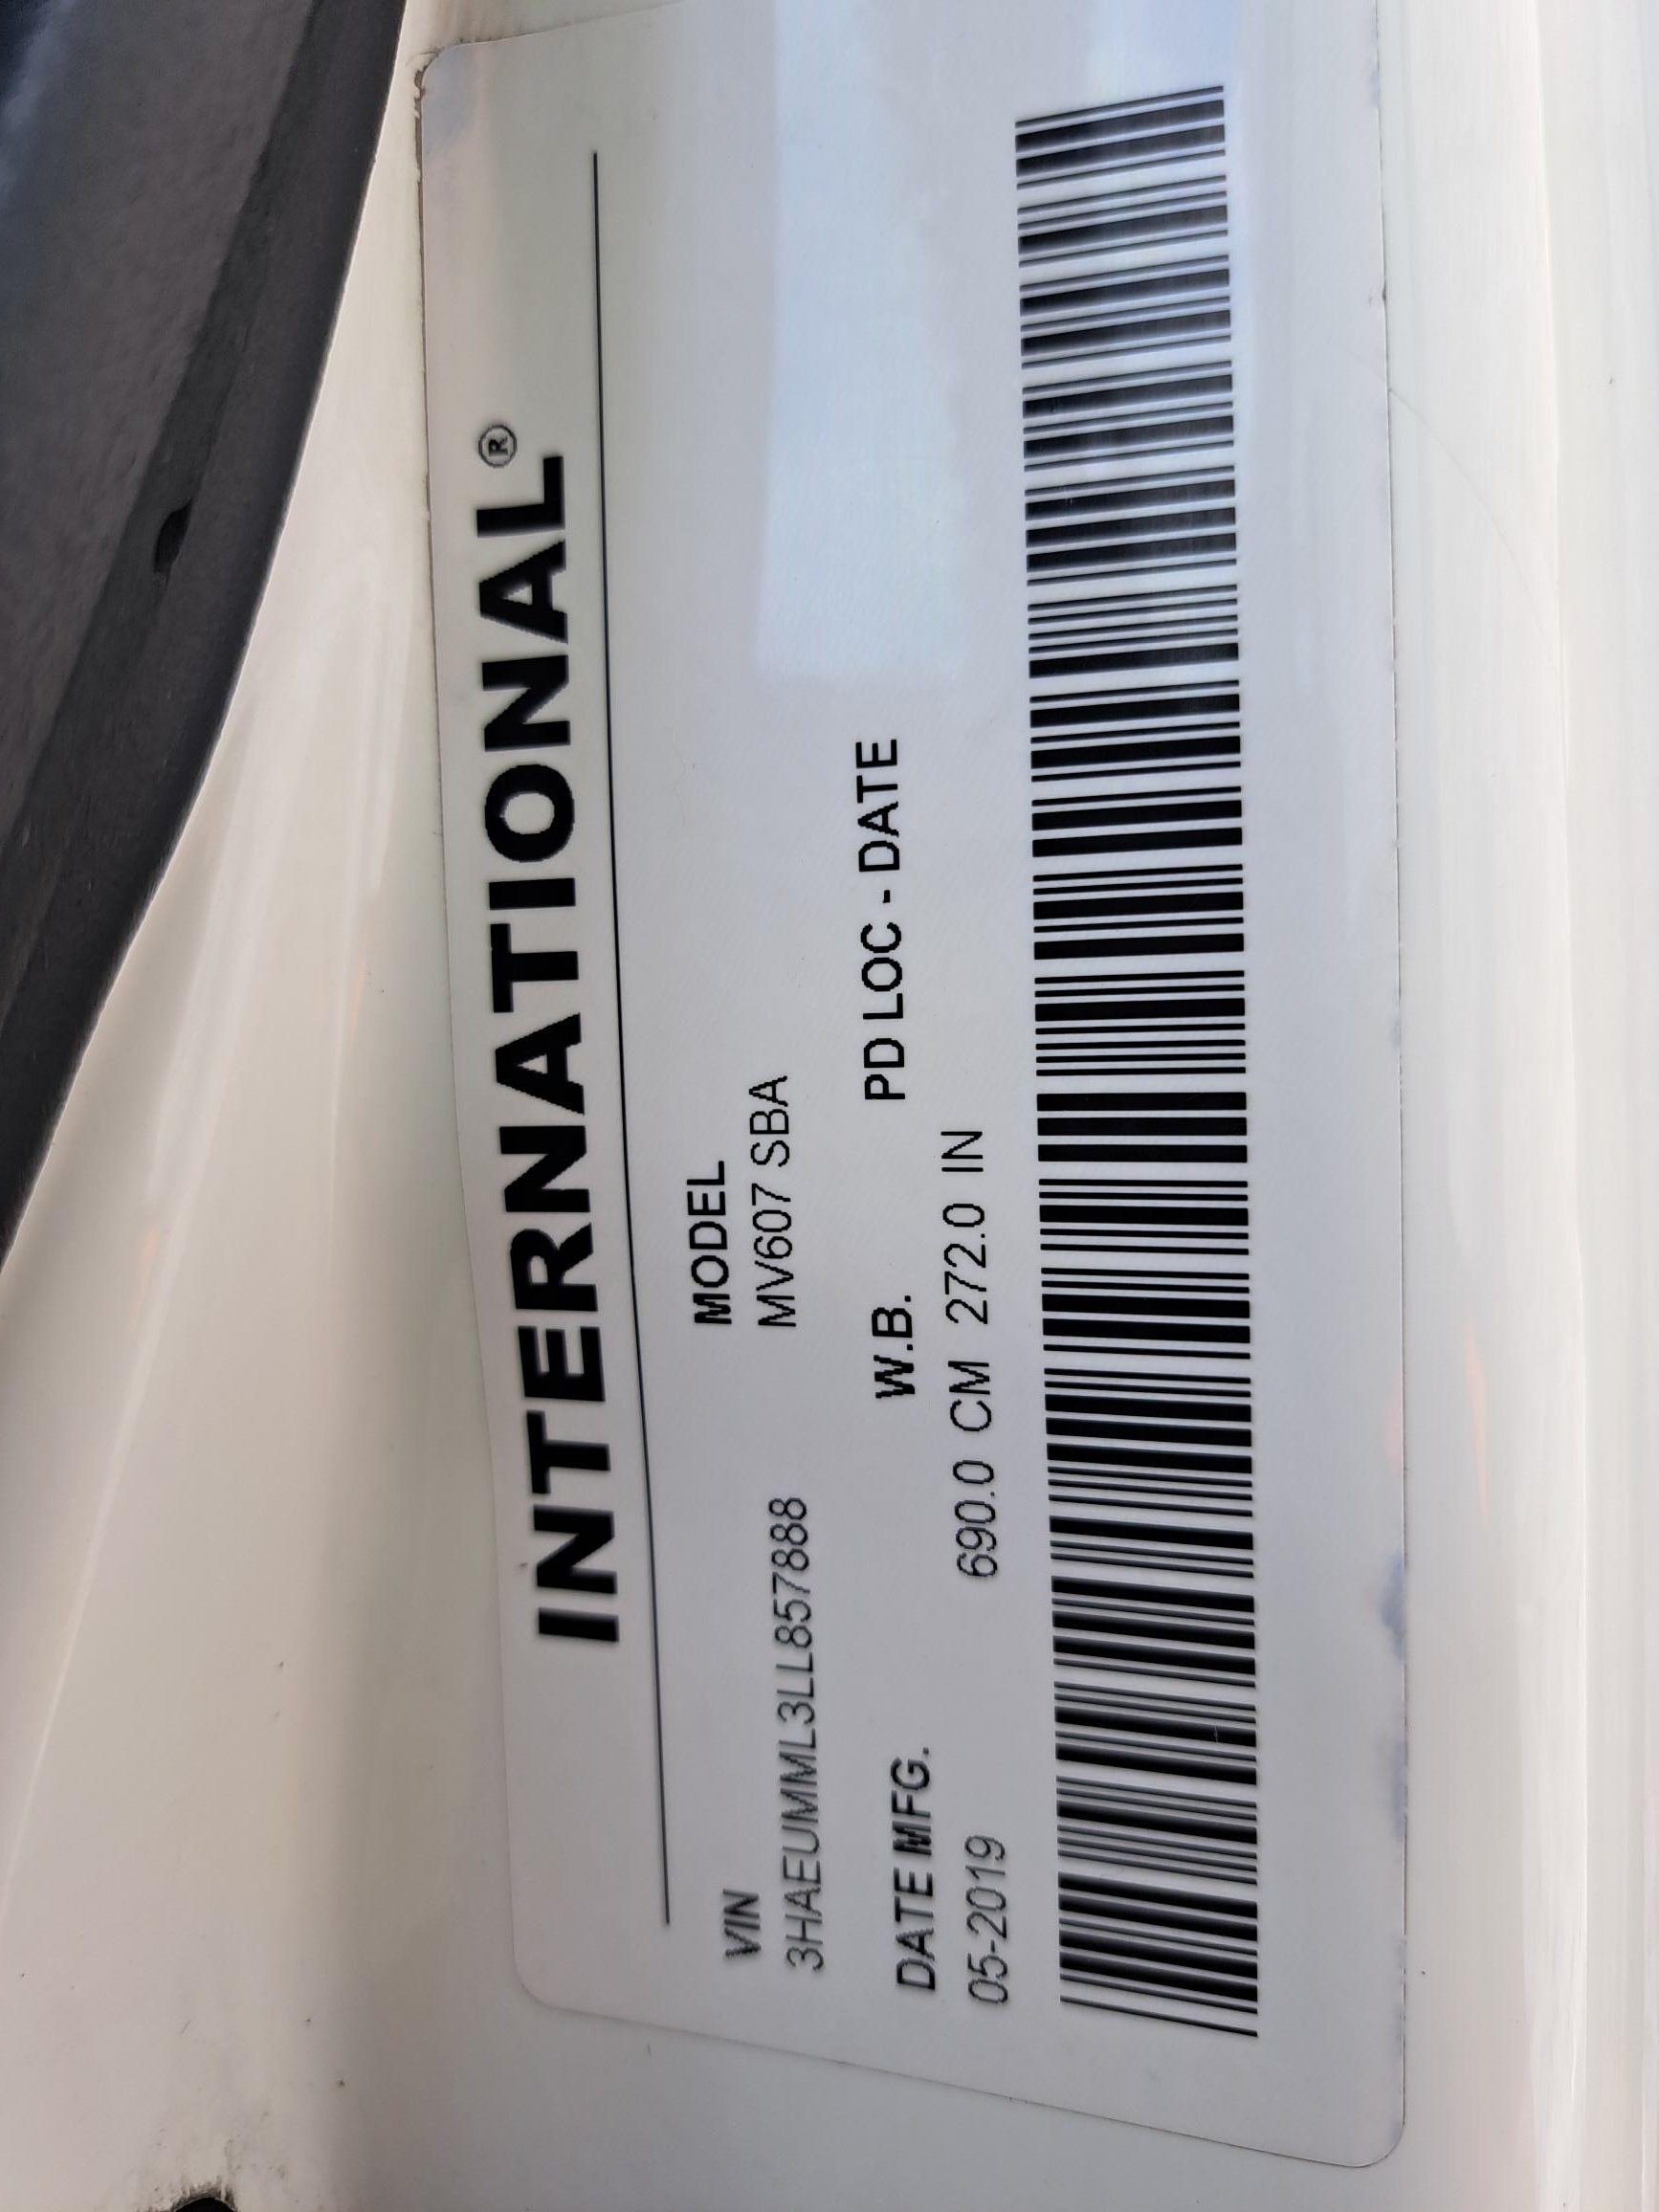 INTERNATIONAL®
VIN MODEL
3HAEUMML3LL857888 MV607 SBA
DATE MFG. W.B. PD LOC - DATE
05-2019 690.0 CM 272.0 IN